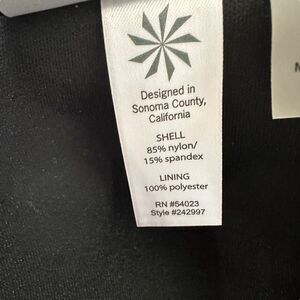 Designed in
Sonoma County,
California
SHELL
85% nylon/
15% spandex
LINING
100% polyester
RN #54023
Style #242997